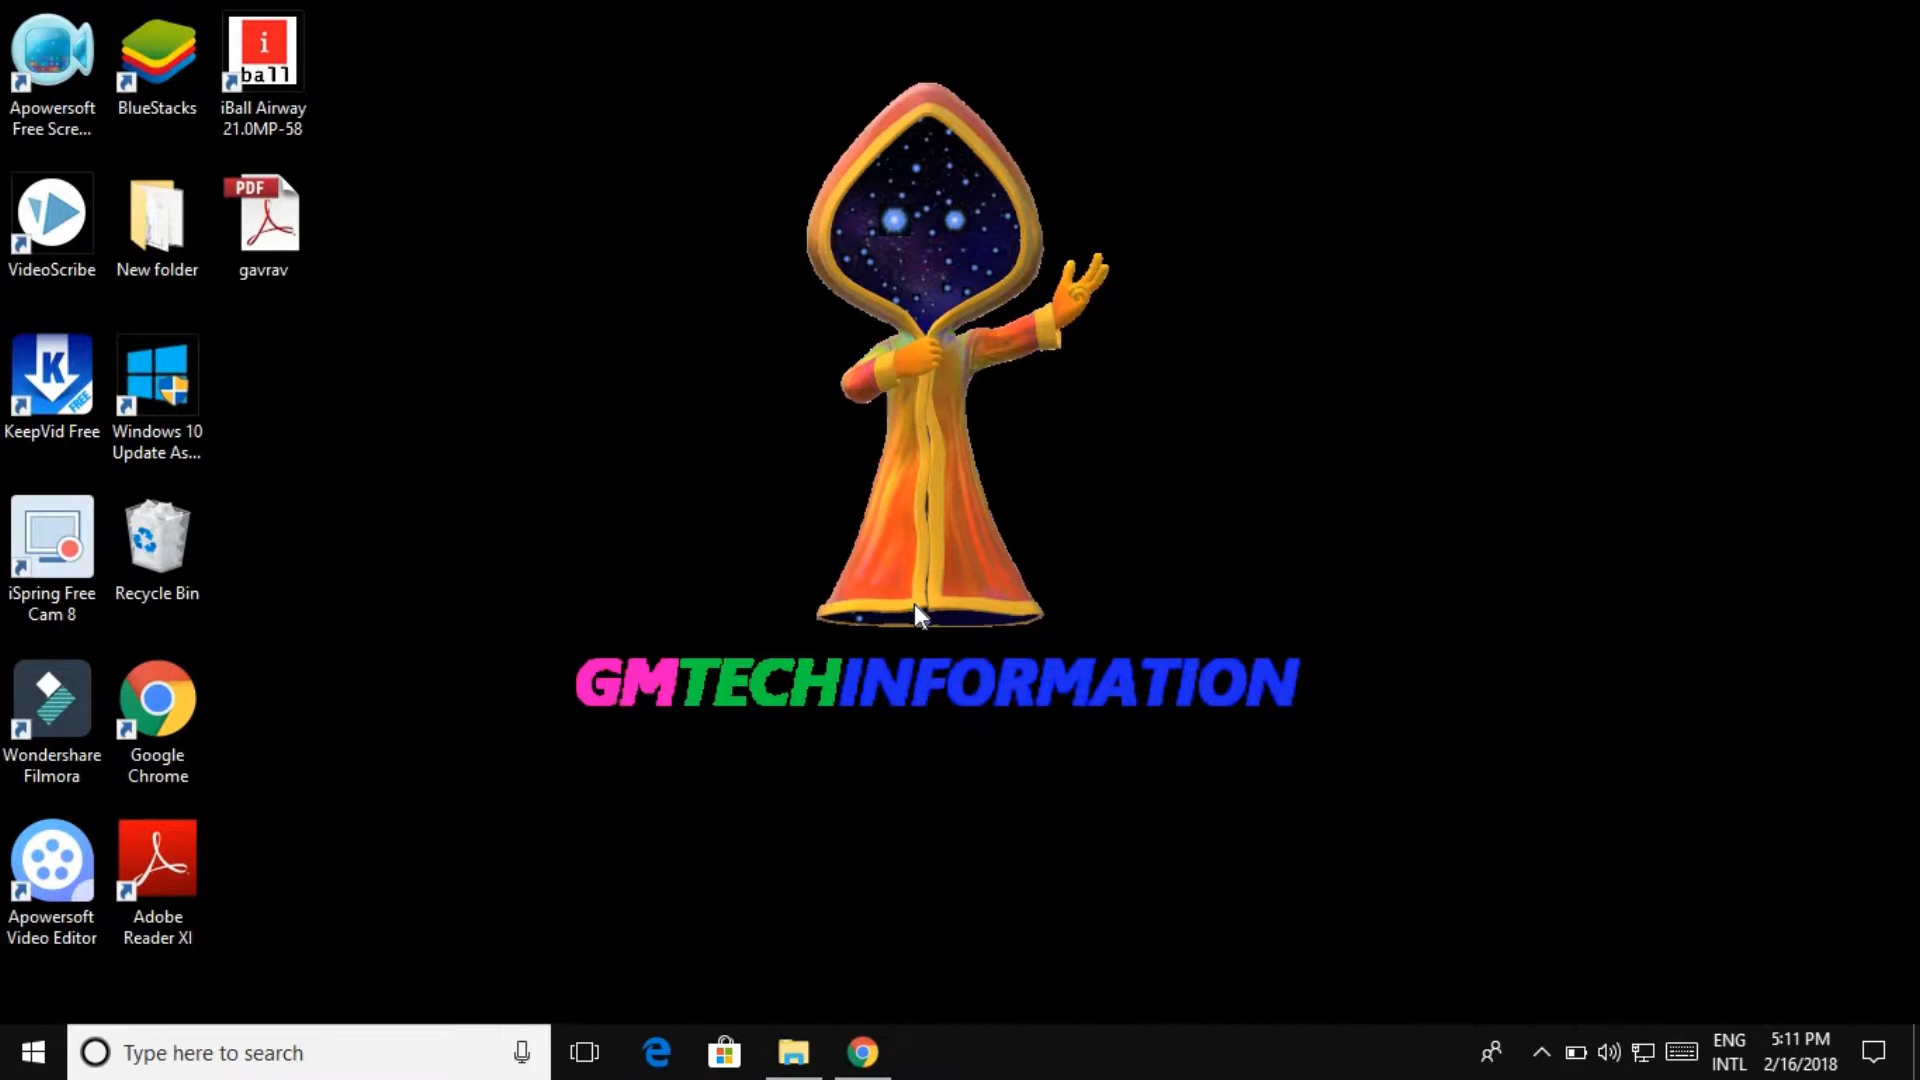 Apowersoft
Free Scre...
BlueStacks
i
ball
iBall Airway
21.0MP-58
VideoScribe
New folder
PDF
gavrav
K
FREE
KeepVid Free
Windows 10
Update As...
iSpring Free
Cam 8
Recycle Bin
Wondershare
Filmora
Google
Chrome
Apowersoft
Video Editor
Adobe
Reader XI
GMTECHINFORMATION
Type here to search
ENG
INTL
5:11 PM
2/16/2018